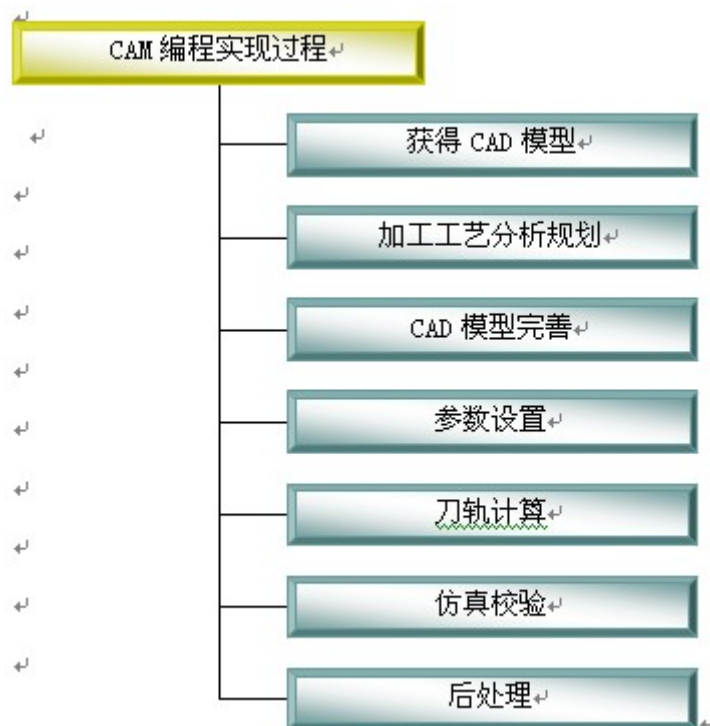 CAM 编程实现过程
获得 CAD 模型
加工工艺分析规划
CAD 模型完善
参数设置
刀轨计算
仿真校验
后处理